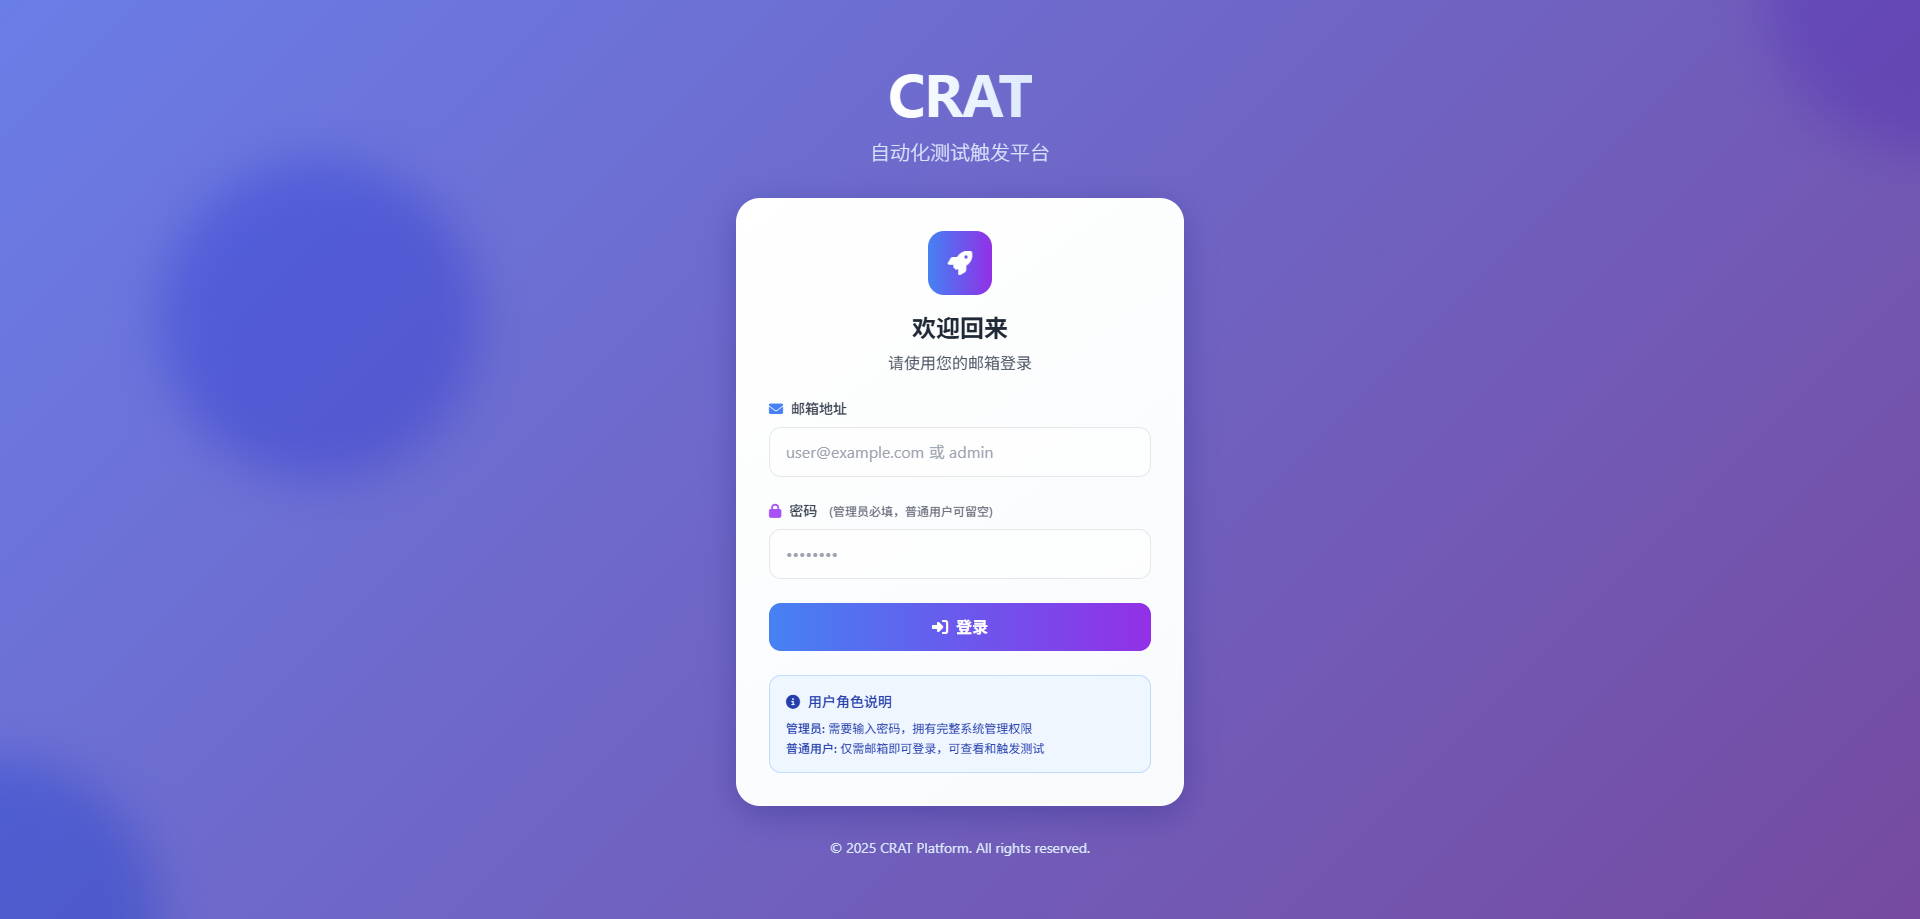 CRAT
自动化测试触发平台
欢迎回来
请使用您的邮箱登录
邮箱地址
user@example.com 或 admin
密码 (管理员必填，普通用户可留空)
••••••••
登录
用户角色说明
管理员: 需要输入密码，拥有完整系统管理权限
普通用户: 仅需邮箱即可登录，可查看和触发测试
© 2025 CRAT Platform. All rights reserved.